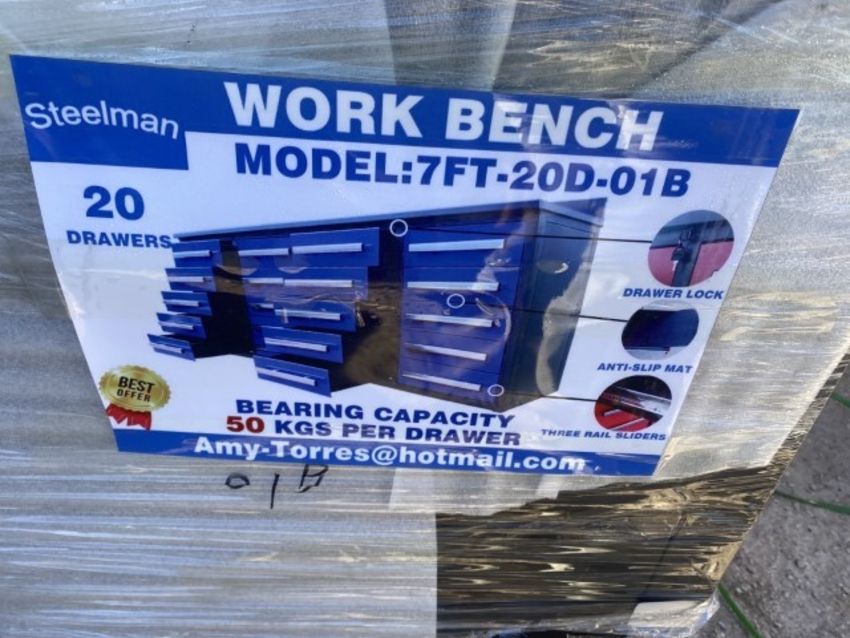 Steelman
WORK BENCH
MODEL:7FT-20D-01B
20
DRAWERS
DRAWER LOCK
ANTI-SLIP MAT
THREE RAIL SLIDERS
BEST
OFFER
BEARING CAPACITY
50 KGS PER DRAWER
Amy-Torres@hotmail.com
01B